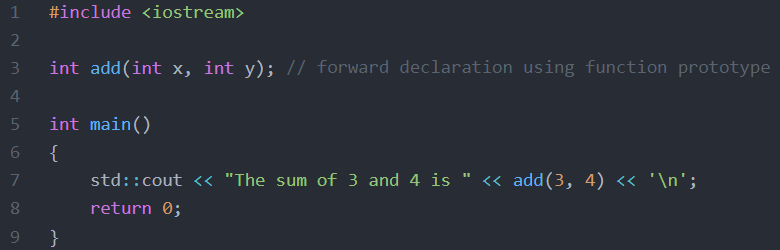 1 #include <iostream>
2
3 int add(int x, int y); // forward declaration using function prototype
4
5 int main()
6 {
7     std::cout << "The sum of 3 and 4 is " << add(3, 4) << '\n';
8     return 0;
9 }